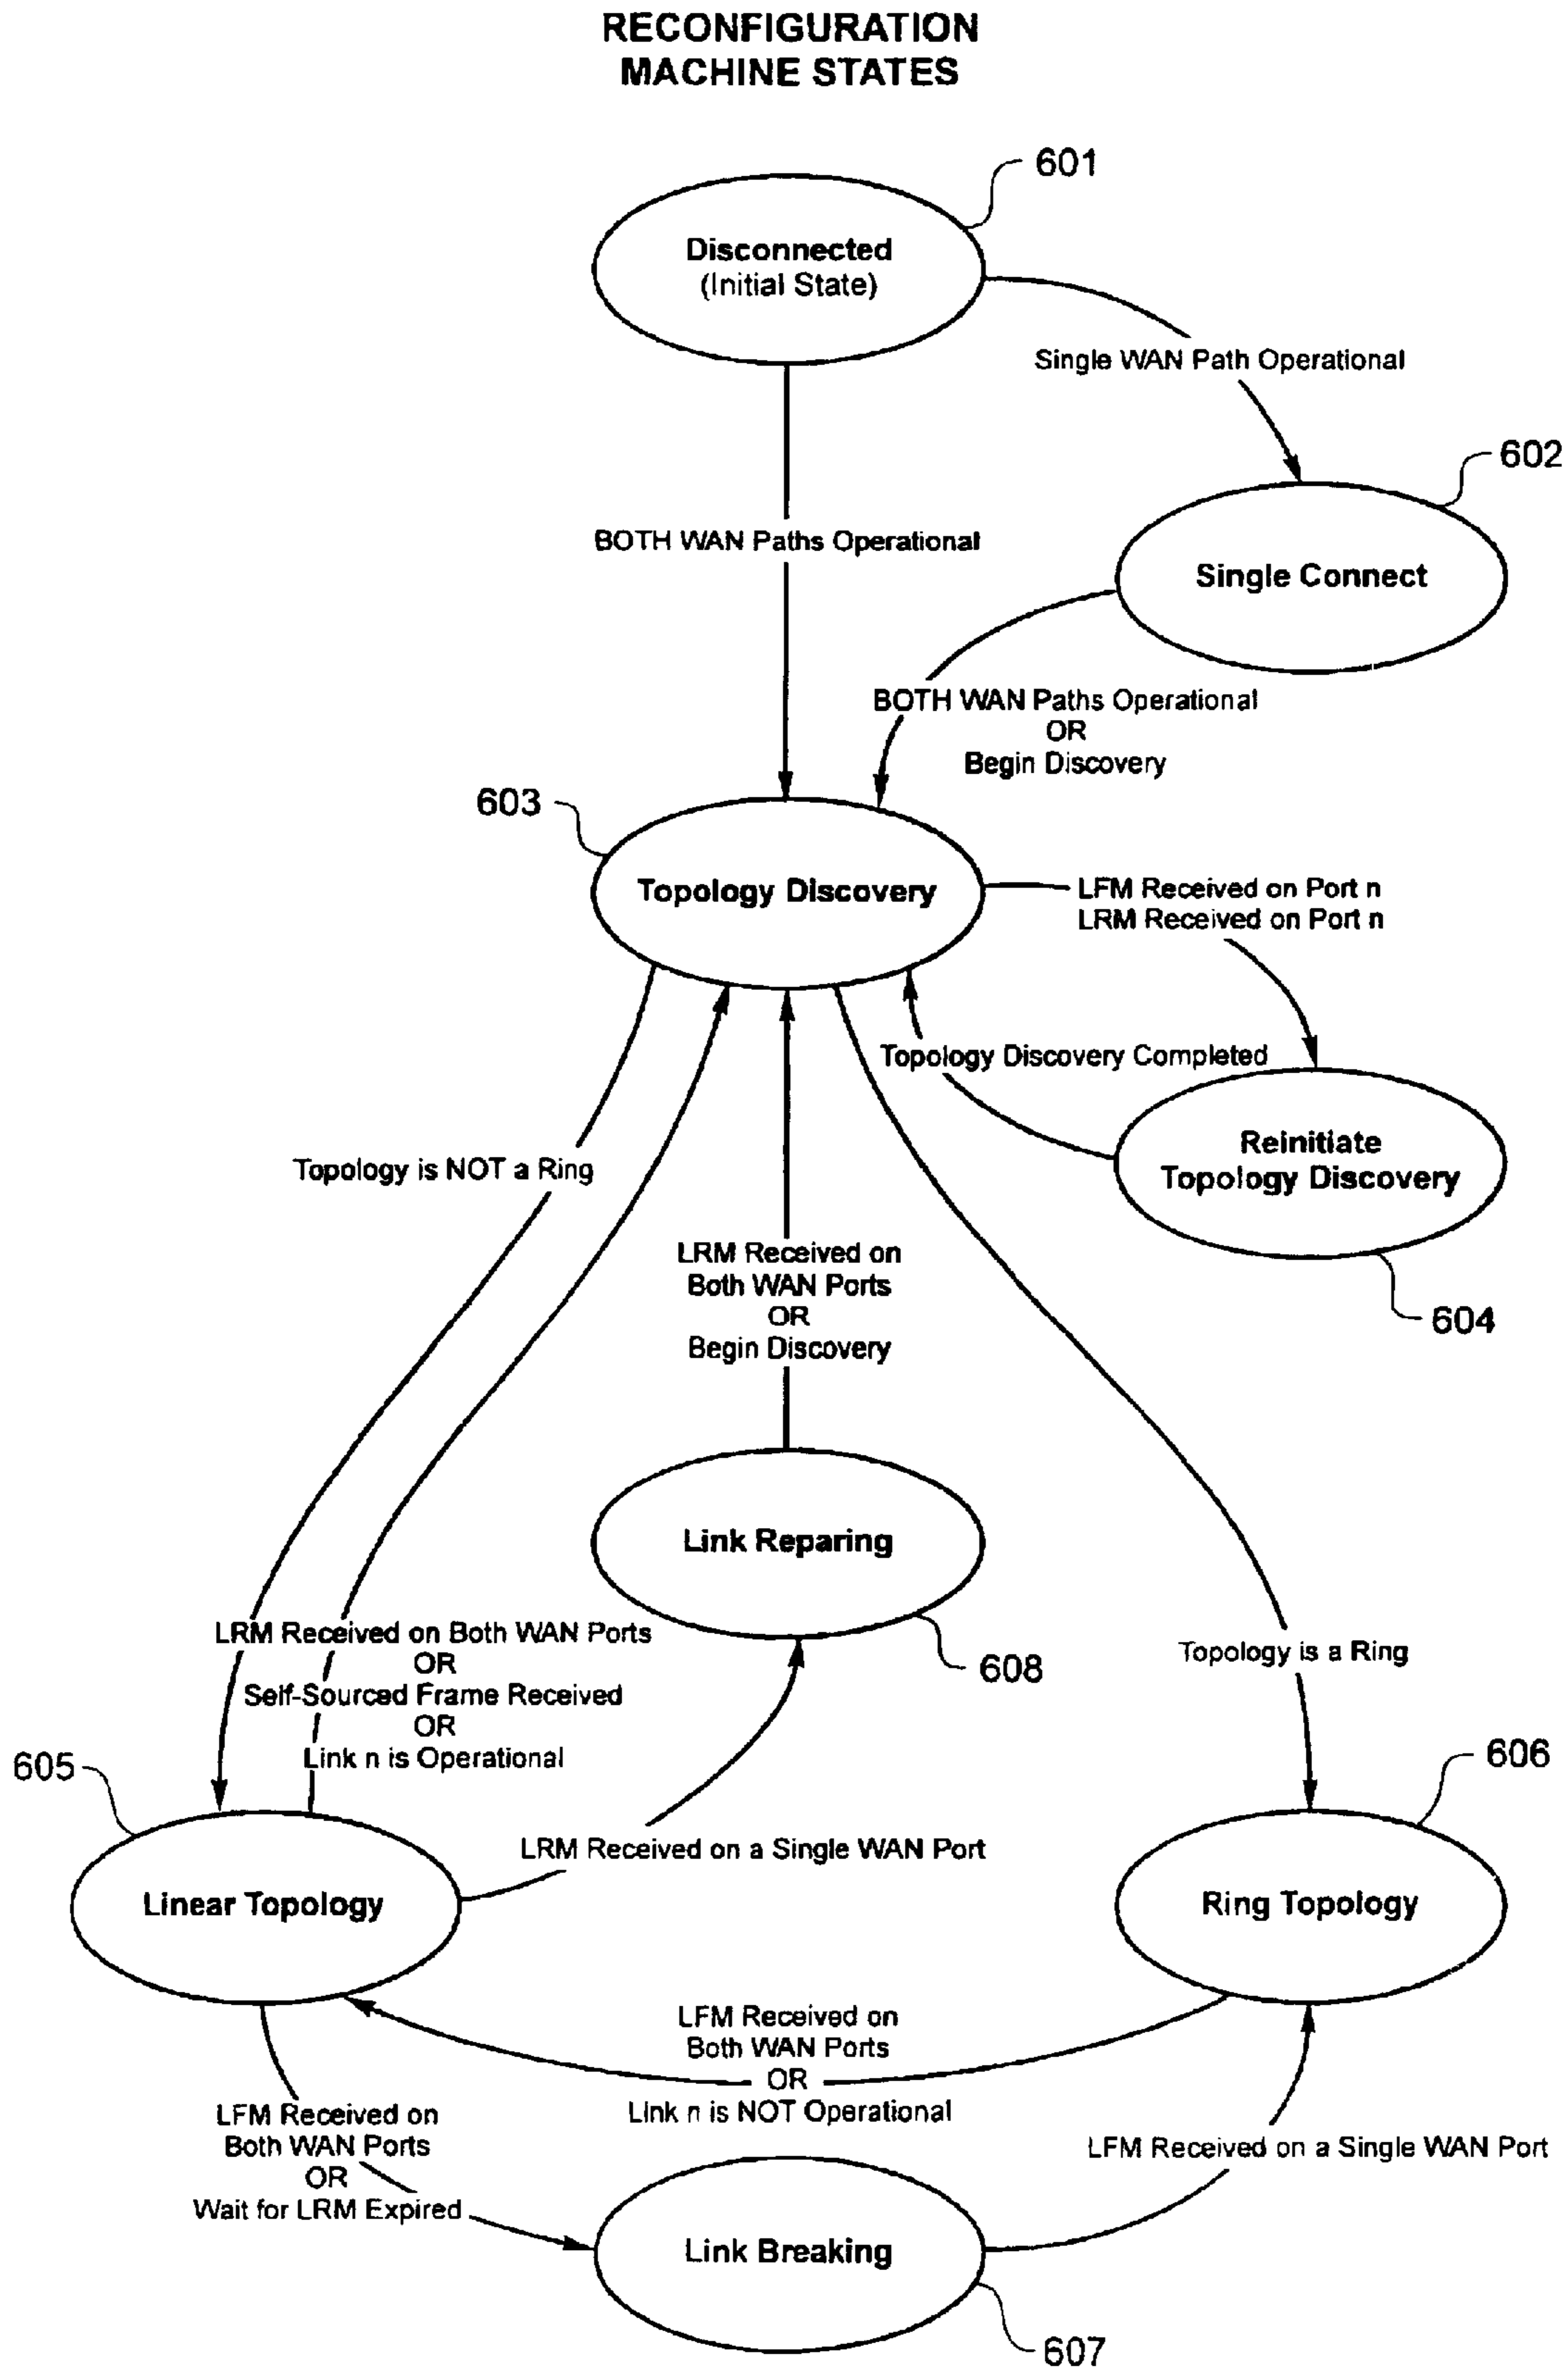 RECONFIGURATION
MACHINE STATES
601
Disconnected
(Initial State)
Single WAN Path Operational
602
BOTH WAN Paths Operational
Single Connect
BOTH WAN Paths Operational
OR
Begin Discovery
603
Topology Discovery
LFM Received on Port n
LRM Received on Port n
Topology Discovery Completed
Reinitiate
Topology Discovery
Topology is NOT a Ring
LRM Received on
Both WAN Ports
OR
Begin Discovery
604
Link Reparing
LRM Received on Both WAN Ports
OR
Self-Sourced Frame Received
OR
Link n is Operational
608
Topology is a Ring
605
606
LRM Received on a Single WAN Port
Linear Topology
Ring Topology
LFM Received on
Both WAN Ports
OR
Link n is NOT Operational
LFM Received on
Both WAN Ports
OR
Wait for LRM Expired
LFM Received on a Single WAN Port
Link Breaking
607